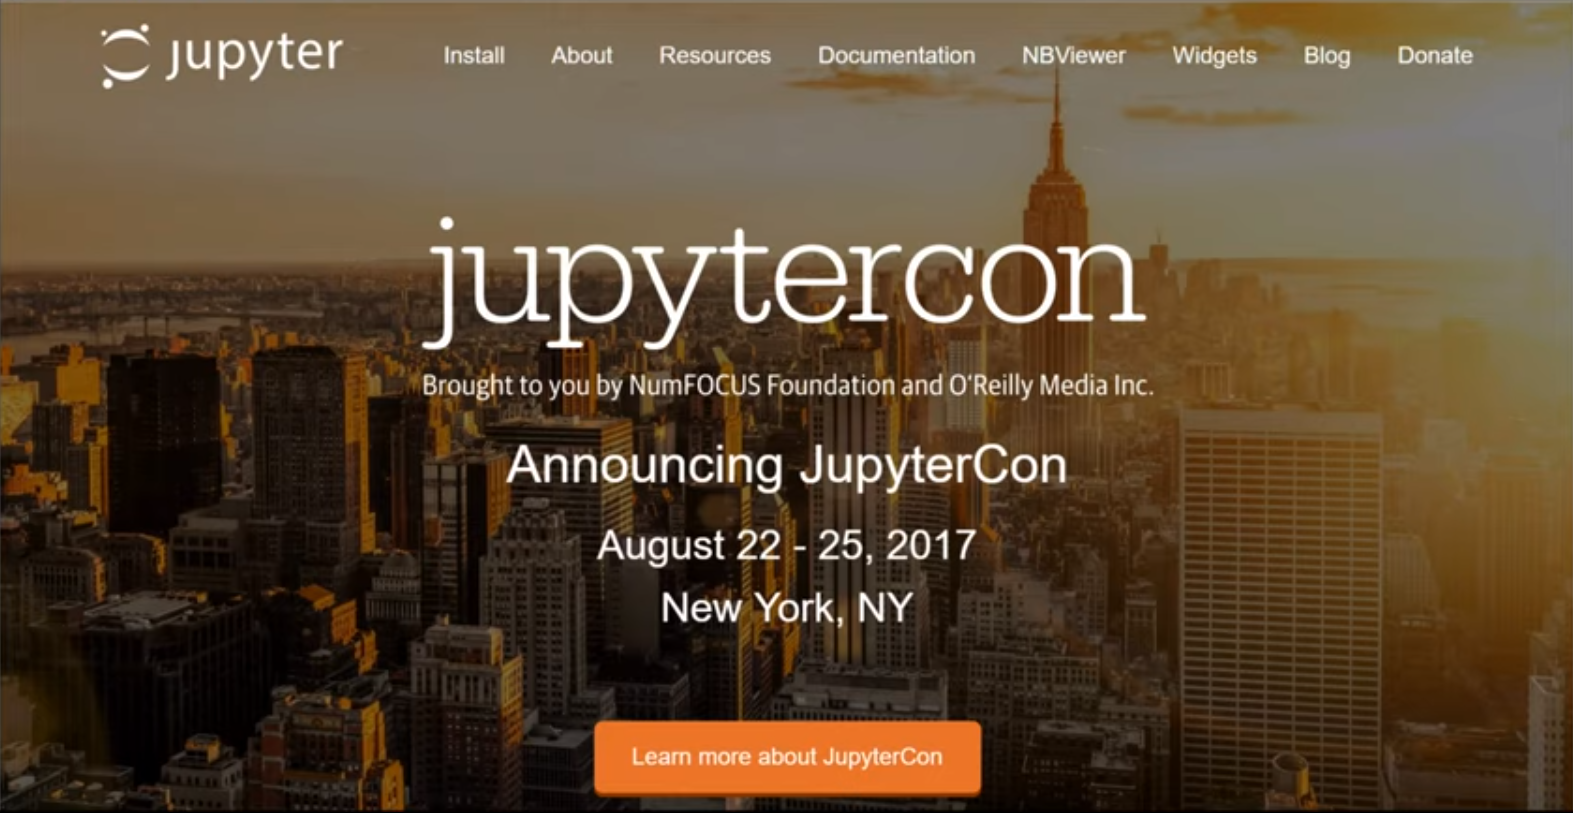 jupyter Install About Resources Documentation NBViewer Widgets Blog Donate
jupytercon
Brought to you by NumFOCUS Foundation and O'Reilly Media Inc.
Announcing JupyterCon
August 22 - 25, 2017
New York, NY
Learn more about JupyterCon